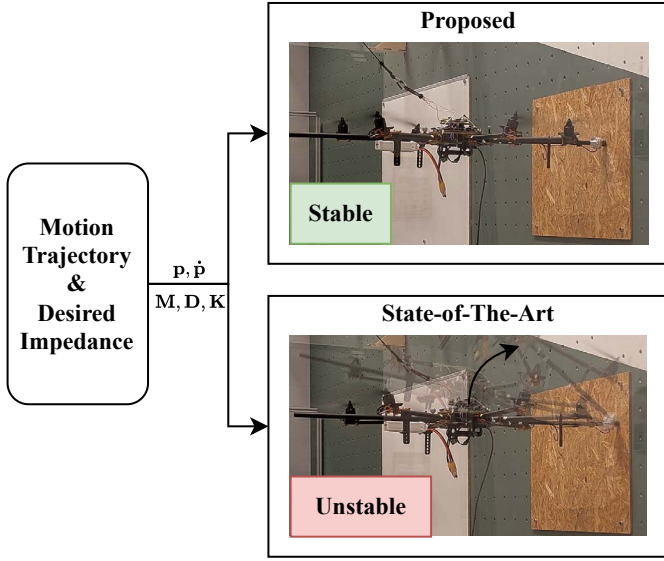 Proposed
Stable
Motion
Trajectory
&
Desired
Impedance
p, ṗ
M, D, K
State-of-The-Art
Unstable